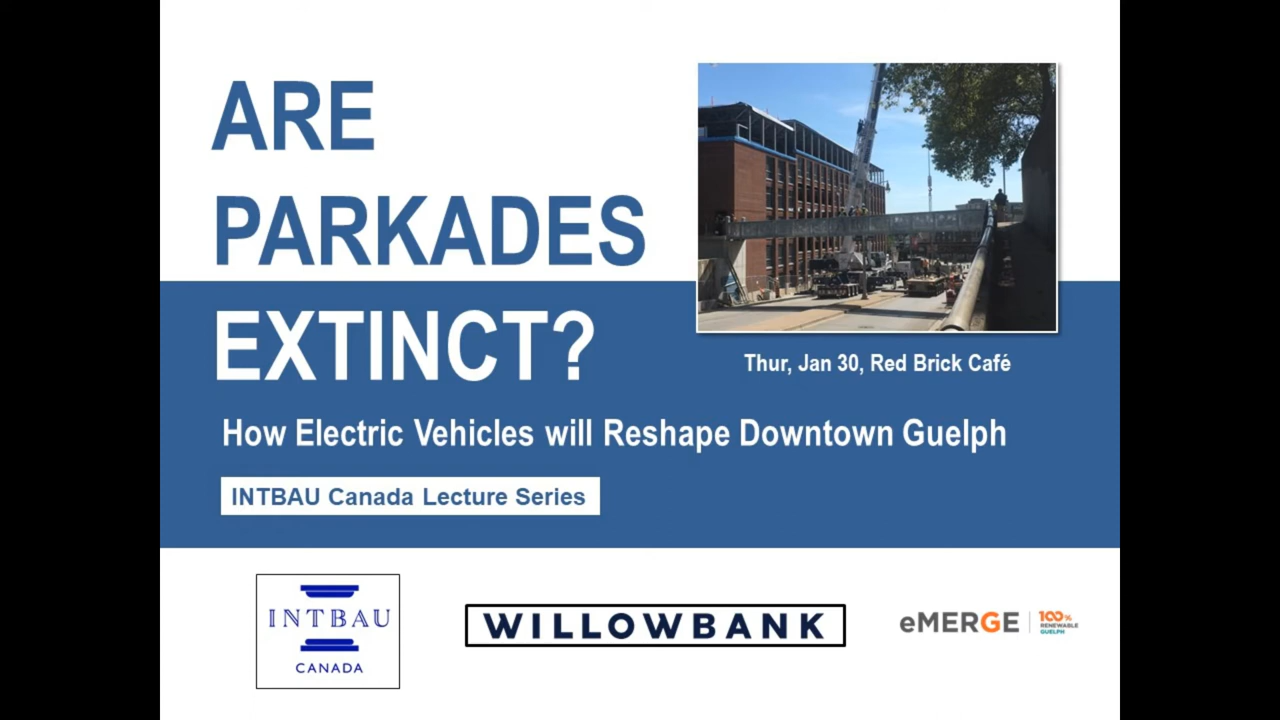 ARE
PARKADES
EXTINCT?
Thur, Jan 30, Red Brick Café
How Electric Vehicles will Reshape Downtown Guelph
INTBAU Canada Lecture Series
INTBAU
CANADA
WILLOWBANK
eMERGE
100%
RENEWABLE
GUELPH